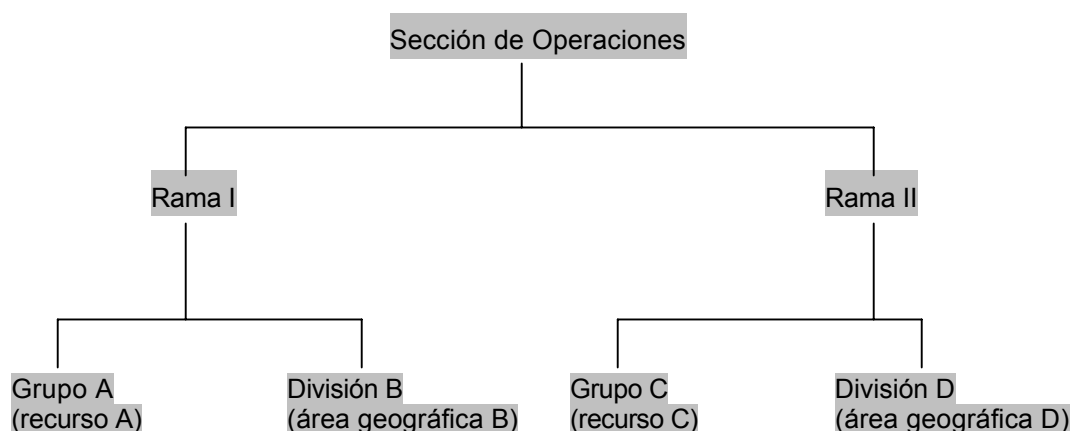 Sección de Operaciones
Rama I
Rama II
Grupo A
(recurso A)
División B
(área geográfica B)
Grupo C
(recurso C)
División D
(área geográfica D)